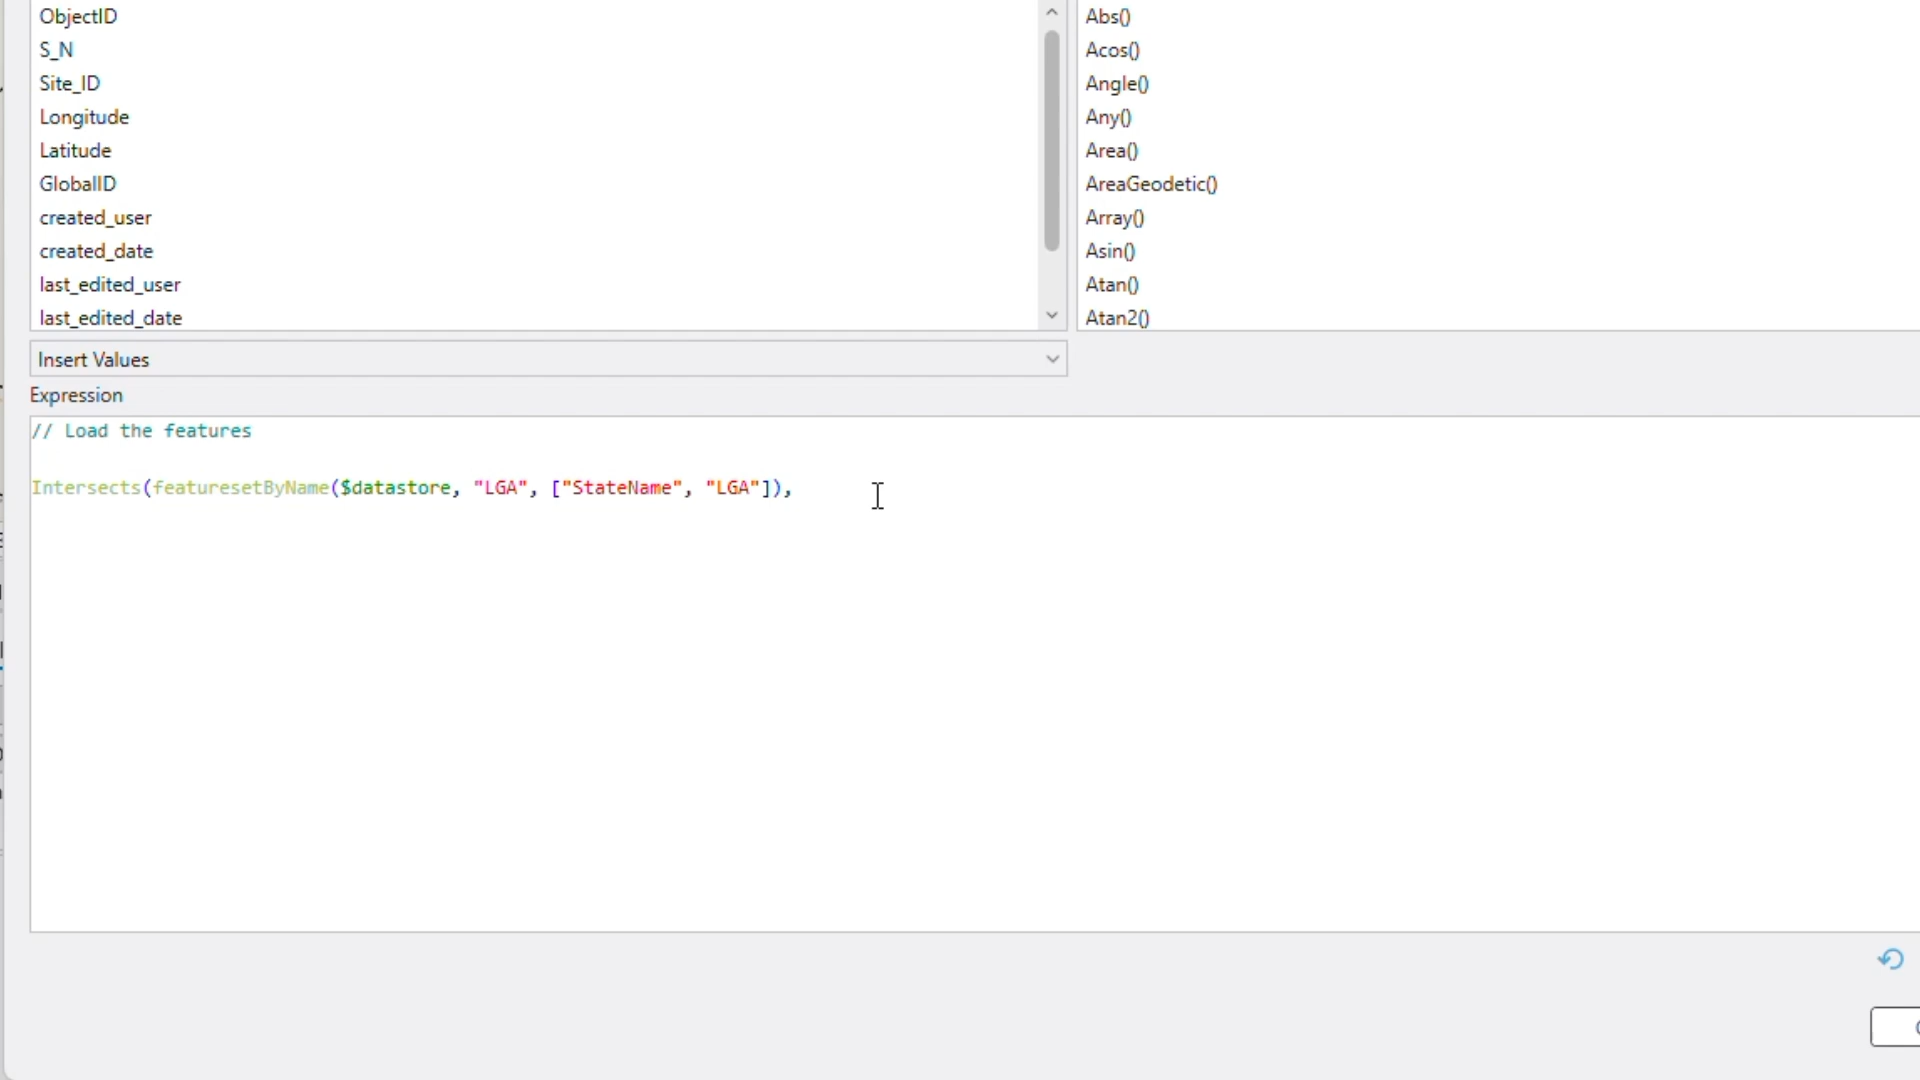 ObjectID
S_N
Site_ID
Longitude
Latitude
GlobalID
created_user
created_date
last_edited_user
last_edited_date
Abs()
Acos()
Angle()
Any()
Area()
AreaGeodetic()
Array()
Asin()
Atan()
Atan2()
Insert Values
Expression
// Load the features
Intersects(featuresetByName($datastore, "LGA", ["StateName", "LGA"]),